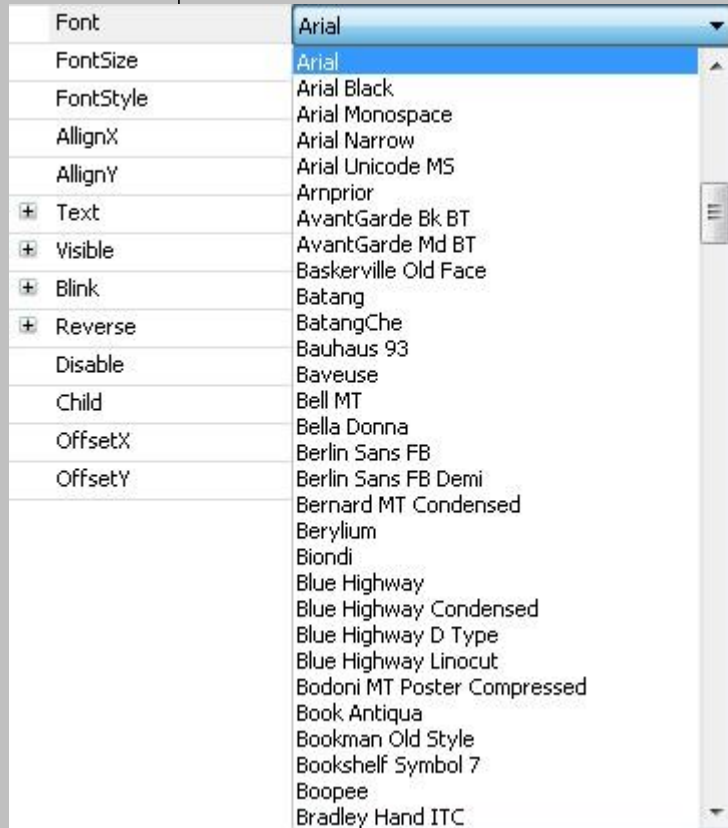 Font
Arial
FontSize
FontStyle
AllignX
AllignY
Text
Visible
Blink
Reverse
Disable
Child
OffsetX
OffsetY
Arial
Arial Black
Arial Monospace
Arial Narrow
Arial Unicode MS
Arnprior
AvantGarde Bk BT
AvantGarde Md BT
Baskerville Old Face
Batang
BatangChe
Bauhaus 93
Baveuse
Bell MT
Bella Donna
Berlin Sans FB
Berlin Sans FB Demi
Bernard MT Condensed
Berylium
Biondi
Blue Highway
Blue Highway Condensed
Blue Highway D Type
Blue Highway Linocut
Bodoni MT Poster Compressed
Book Antiqua
Bookman Old Style
Bookshelf Symbol 7
Boopee
Bradley Hand ITC